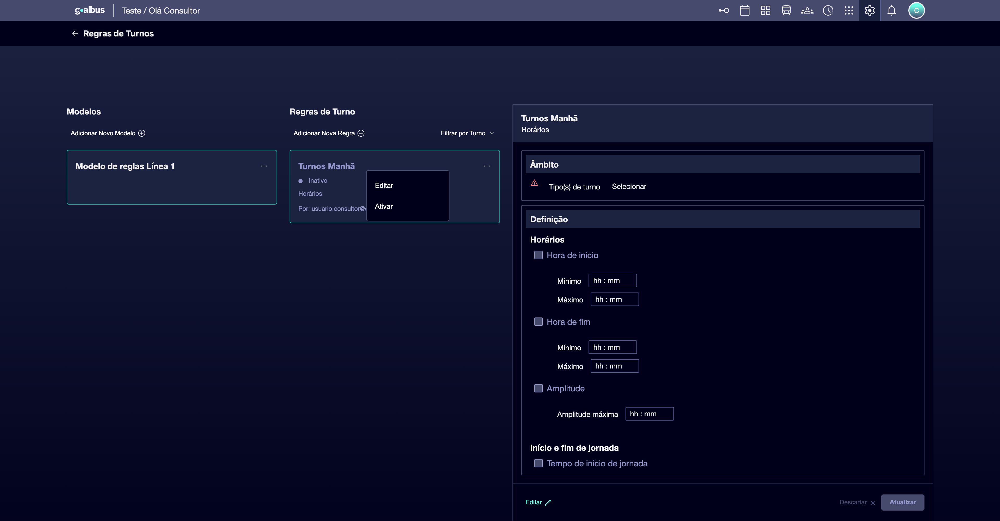 goalbus
Teste / Olá Consultor
C
Regras de Turnos
Modelos
Adicionar Novo Modelo
Modelo de reglas Línea 1
...
Regras de Turno
Adicionar Nova Regra
Filtrar por Turno
Turnos Manhã
...
Inativo
Horários
Por: usuario.consultor@
Editar
Ativar
Turnos Manhã
Horários
Âmbito
Tipo(s) de turno Selecionar
Definição
Horários
Hora de início
Mínimo hh : mm
Máximo hh : mm
Hora de fim
Mínimo hh : mm
Máximo hh : mm
Amplitude
Amplitude máxima hh : mm
Início e fim de jornada
Tempo de início de jornada
Editar
Descartar
Atualizar